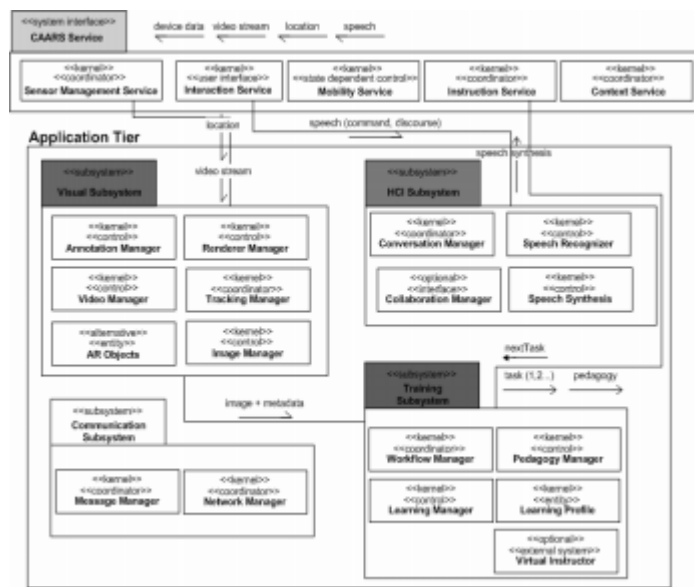 <<system interface>>
CAARS Service
device data
video stream
location
speech
<<kernel>>
<<coordinator>>
Sensor Management Service
<<kernel>>
<<user interface>>
Interaction Service
<<kernel>>
<<state dependent control>>
Mobility Service
<<kernel>>
<<coordinator>>
Instruction Service
<<kernel>>
<<coordinator>>
Context Service
location
speech (command, discourse)
Application Tier
speech synthesis
video stream
<<subsystem>>
Visual Subsystem
<<kernel>>
<<control>>
Annotation Manager
<<kernel>>
<<control>>
Renderer Manager
<<kernel>>
<<control>>
Video Manager
<<kernel>>
<<coordinator>>
Tracking Manager
<<alternative>>
<<entity>>
AR Objects
<<kernel>>
<<control>>
Image Manager
<<subsystem>>
HCI Subsystem
<<kernel>>
<<coordinator>>
Conversation Manager
<<kernel>>
<<control>>
Speech Recognizer
<<optional>>
<<interface>>
Collaboration Manager
<<kernel>>
<<control>>
Speech Synthesis
nextTask
task (1,2...)
pedagogy
image + metadata
<<subsystem>>
Training
Subsystem
<<kernel>>
<<coordinator>>
Workflow Manager
<<kernel>>
<<control>>
Pedagogy Manager
<<kernel>>
<<control>>
Learning Manager
<<kernel>>
<<entity>>
Learning Profile
<<optional>>
<<external system>>
Virtual Instructor
<<subsystem>>
Communication
Subsystem
<<kernel>>
<<coordinator>>
Message Manager
<<kernel>>
<<coordinator>>
Network Manager